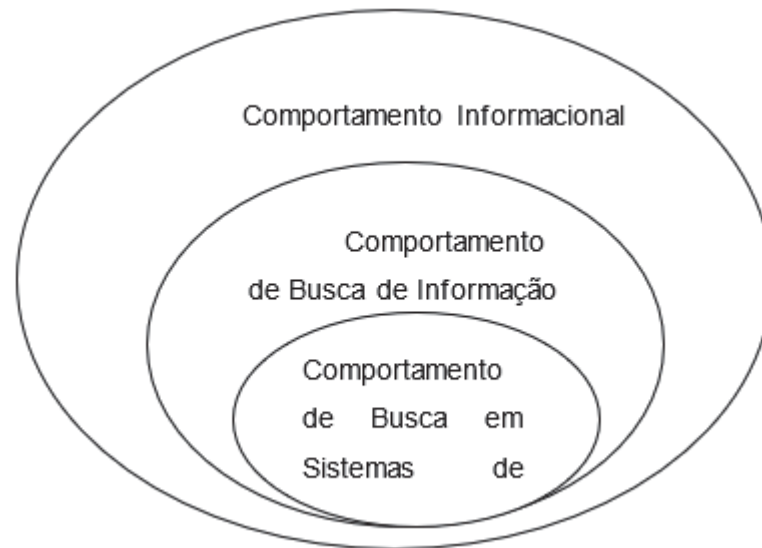 Comportamento Informacional
Comportamento
de Busca de Informação
Comportamento
de Busca em
Sistemas de